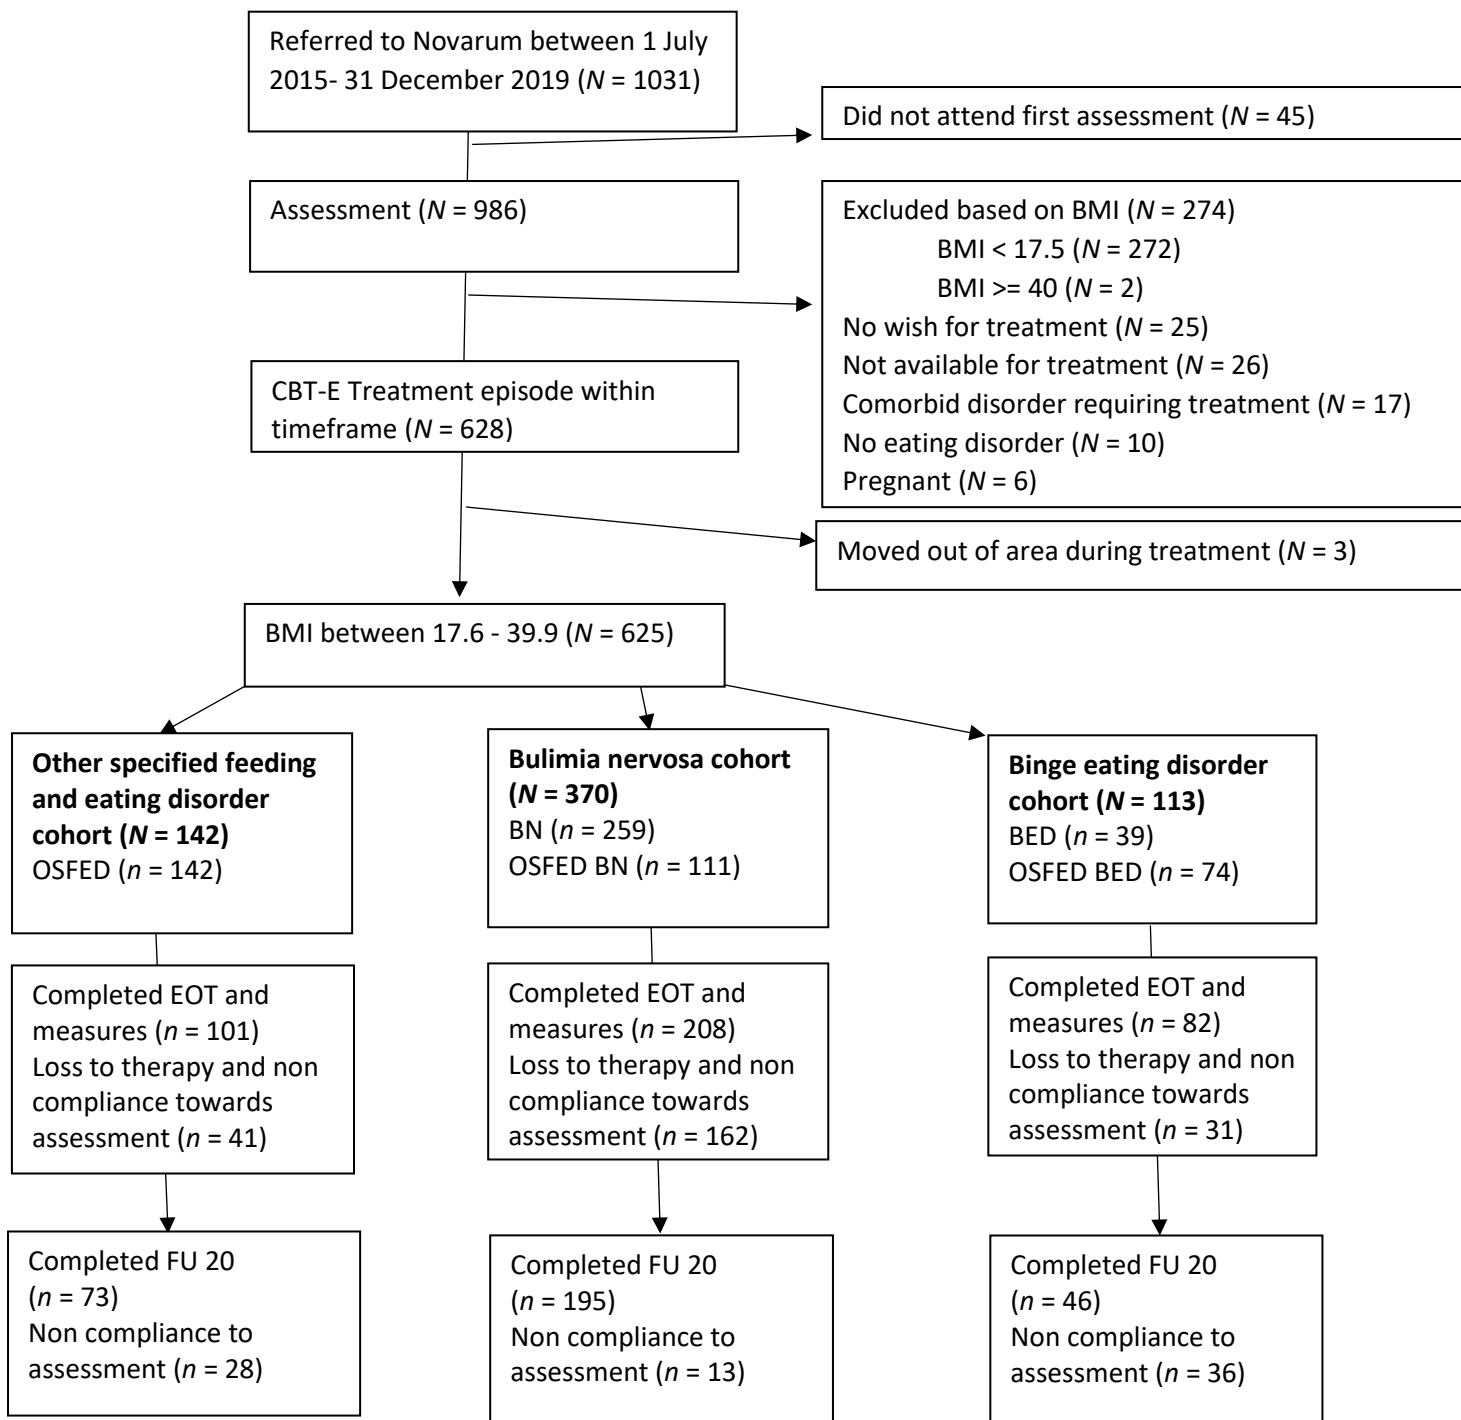 Referred to Novarum between 1 July
2015- 31 December 2019 (N = 1031)
Did not attend first assessment (N = 45)
Assessment (N = 986)
Excluded based on BMI (N = 274)
BMI < 17.5 (N = 272)
BMI >= 40 (N = 2)
No wish for treatment (N = 25)
Not available for treatment (N = 26)
Comorbid disorder requiring treatment (N = 17)
No eating disorder (N = 10)
Pregnant (N = 6)
CBT-E Treatment episode within
timeframe (N = 628)
Moved out of area during treatment (N = 3)
BMI between 17.6 - 39.9 (N = 625)
Other specified feeding
and eating disorder
cohort (N = 142)
OSFED (n = 142)
Bulimia nervosa cohort
(N = 370)
BN (n = 259)
OSFED BN (n = 111)
Binge eating disorder
cohort (N = 113)
BED (n = 39)
OSFED BED (n = 74)
Completed EOT and
measures (n = 101)
Loss to therapy and non
compliance towards
assessment (n = 41)
Completed EOT and
measures (n = 208)
Loss to therapy and non
compliance towards
assessment (n = 162)
Completed EOT and
measures (n = 82)
Loss to therapy and non
compliance towards
assessment (n = 31)
Completed FU 20
(n = 73)
Non compliance to
assessment (n = 28)
Completed FU 20
(n = 195)
Non compliance to
assessment (n = 13)
Completed FU 20
(n = 46)
Non compliance to
assessment (n = 36)